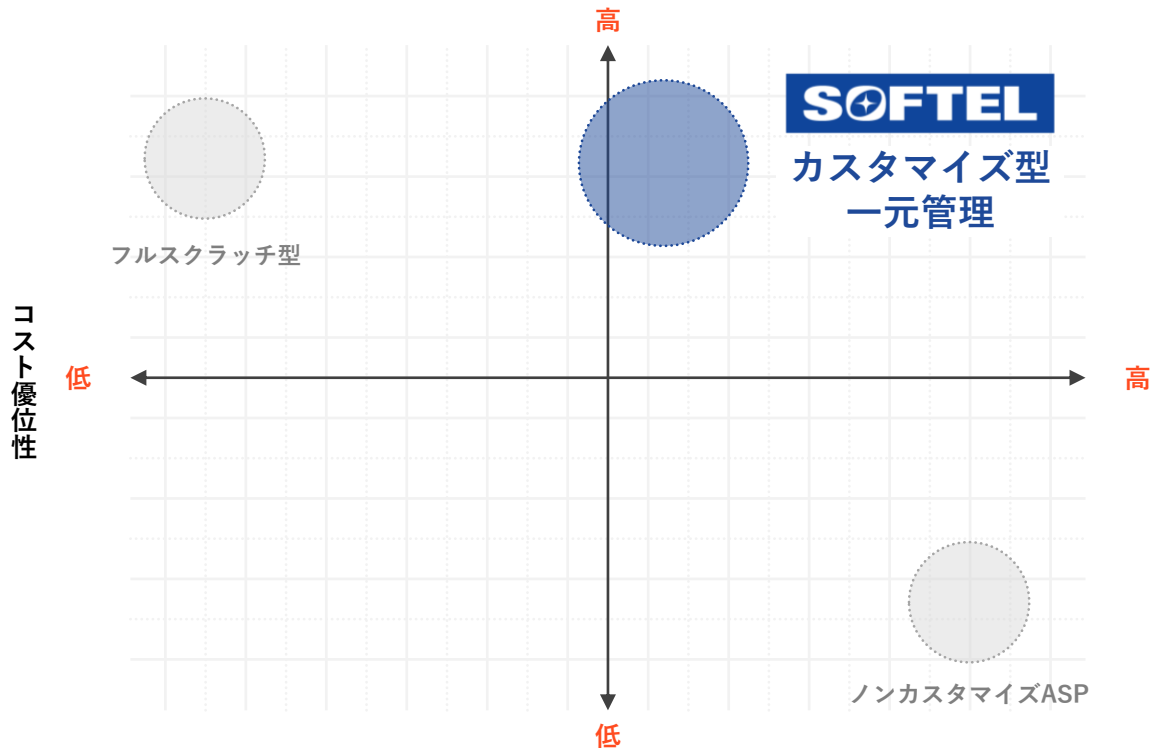 高
SOFTEL
カスタマイズ型
一元管理
フルスクラッチ型
コスト優位性
低
高
ノンカスタマイズASP
低